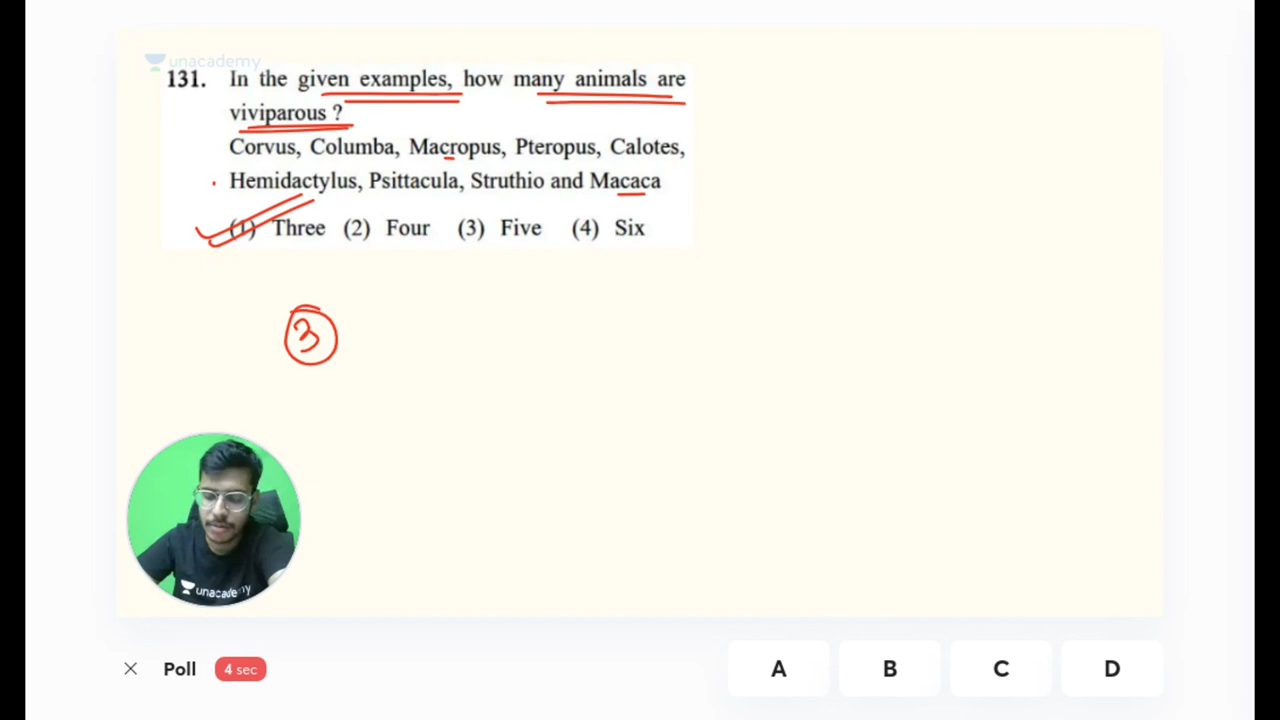 unacademy
131. In the given examples, how many animals are
viviparous ?
Corvus, Columba, Macropus, Pteropus, Calotes,
Hemidactylus, Psittacula, Struthio and Macaca
(1) Three (2) Four (3) Five (4) Six
3
unacademy
Poll 4 sec A B C D